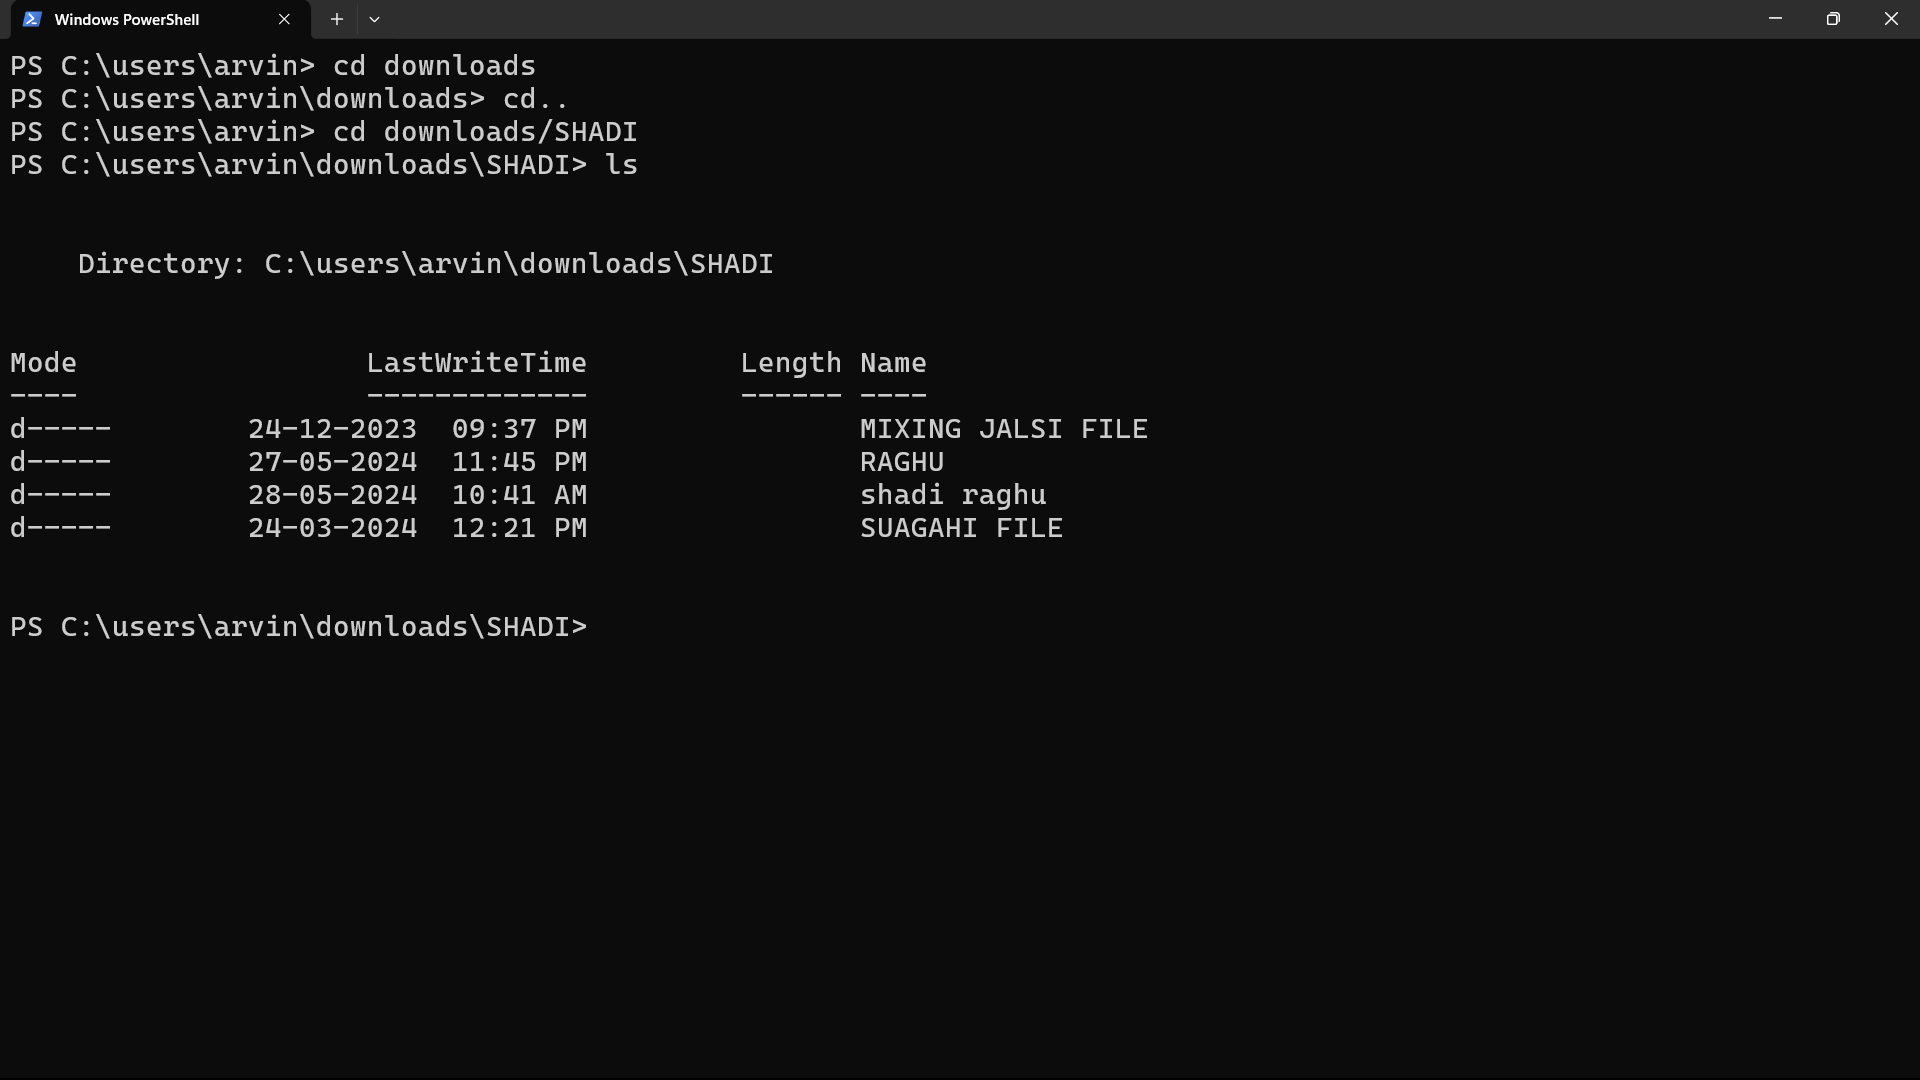 Windows PowerShell
PS C:\users\arvin> cd downloads
PS C:\users\arvin\downloads> cd..
PS C:\users\arvin> cd downloads/SHADI
PS C:\users\arvin\downloads\SHADI> ls
    Directory: C:\users\arvin\downloads\SHADI
Mode                 LastWriteTime         Length Name
----                 -------------         ------ ----
d-----        24-12-2023  09:37 PM                MIXING JALSI FILE
d-----        27-05-2024  11:45 PM                RAGHU
d-----        28-05-2024  10:41 AM                shadi raghu
d-----        24-03-2024  12:21 PM                SUAGAHI FILE
PS C:\users\arvin\downloads\SHADI>